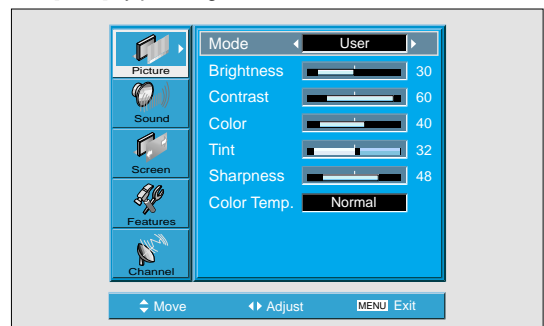 Picture
Sound
Screen
Features
Channel
Mode User
Brightness 30
Contrast 60
Color 40
Tint 32
Sharpness 48
Color Temp. Normal
Move Adjust MENU Exit